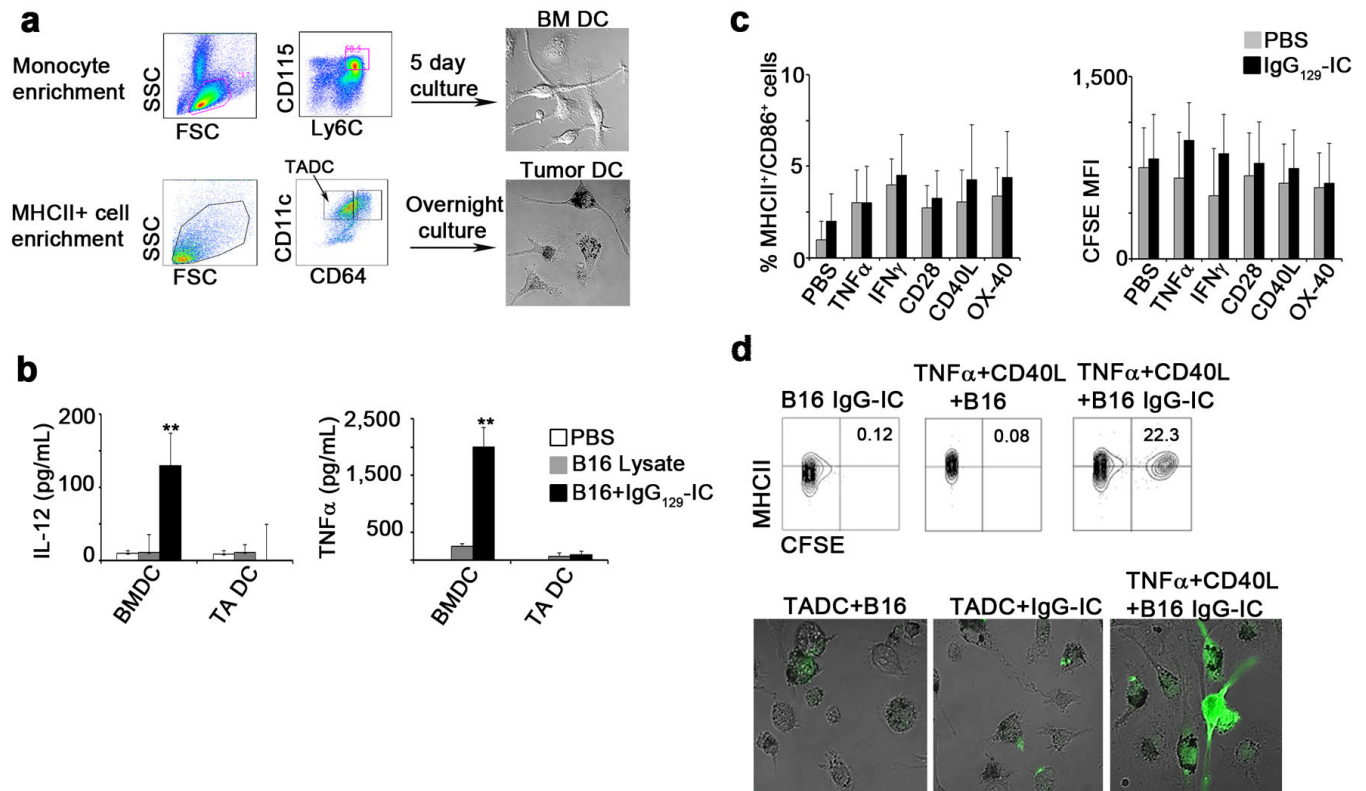 a
Monocyte
enrichment
SSC
FSC
CD115
Ly6C
50.5
5 day
culture
BM DC
MHCII+ cell
enrichment
SSC
FSC
TADC
CD11c
CD64
Overnight
culture
Tumor DC
b
IL-12 (pg/mL)
200
100
0
BMDC
TA DC
**
TNFα (pg/mL)
2,500
1,500
500
BMDC
TA DC
**
PBS
B16 Lysate
B16+IgG₁₂₉-IC
c
% MHCII⁺/CD86⁺ cells
10
5
0
PBS
TNFα
IFNγ
CD28
CD40L
OX-40
CFSE MFI
1,500
0
PBS
TNFα
IFNγ
CD28
CD40L
OX-40
PBS
IgG₁₂₉-IC
d
B16 IgG-IC
TNFα+CD40L
+B16
TNFα+CD40L
+B16 IgG-IC
0.12
0.08
22.3
MHCII
CFSE
TADC+B16
TADC+IgG-IC
TNFα+CD40L
+B16 IgG-IC